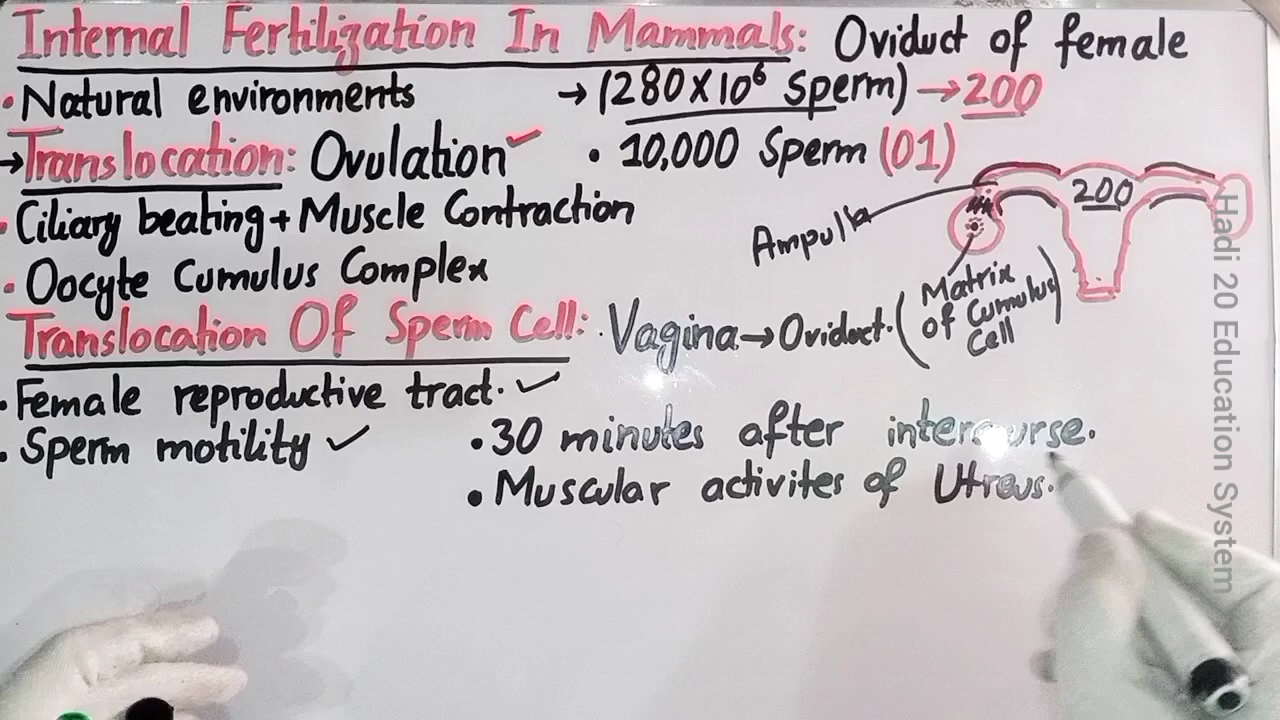 Internal Fertilization In Mammals: Oviduct of female
• Natural environments → (280X10⁶ Sperm) → 200
→ Translocation: Ovulation ✓ • 10,000 Sperm (01)
200
• Ciliary beating + Muscle Contraction
Ampulla
• Oocyte Cumulus Complex
(Matrix
of Cumulus
Cell)
Translocation Of Sperm Cell: • Vagina → Oviduct.
• Female reproductive tract. ✓
• Sperm motility ✓ • 30 minutes after intercourse.
• Muscular activites of Utreus.
Hadi 20 Education System